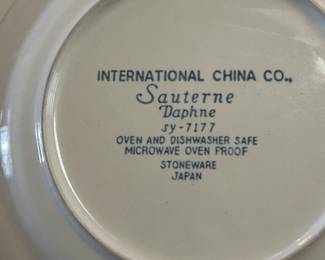 INTERNATIONAL CHINA CO.,
Sauterne
Daphne
sy-7177
OVEN AND DISHWASHER SAFE
MICROWAVE OVEN PROOF
STONEWARE
JAPAN